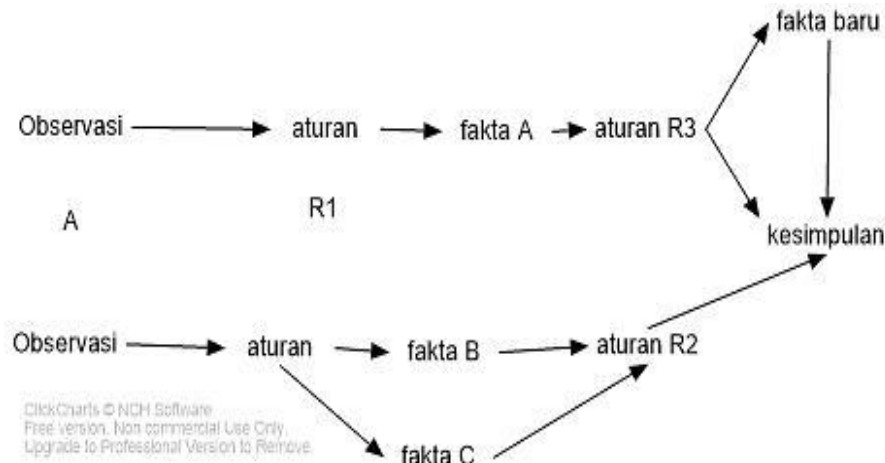 fakta baru
Observasi aturan fakta A aturan R3
A R1
kesimpulan
Observasi aturan fakta B aturan R2
ClickCharts © NCH Software
Free version. Non commercial Use Only.
Upgrade to Professional Version to Remove.
fakta C